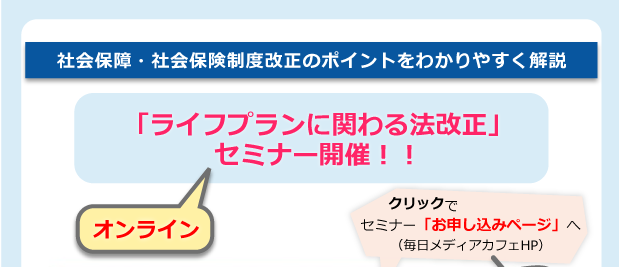 社会保障・社会保険制度改正のポイントをわかりやすく解説
「ライフプランに関わる法改正」
セミナー開催！！
オンライン
クリックで
セミナー「お申し込みページ」へ
（毎日メディアカフェHP）